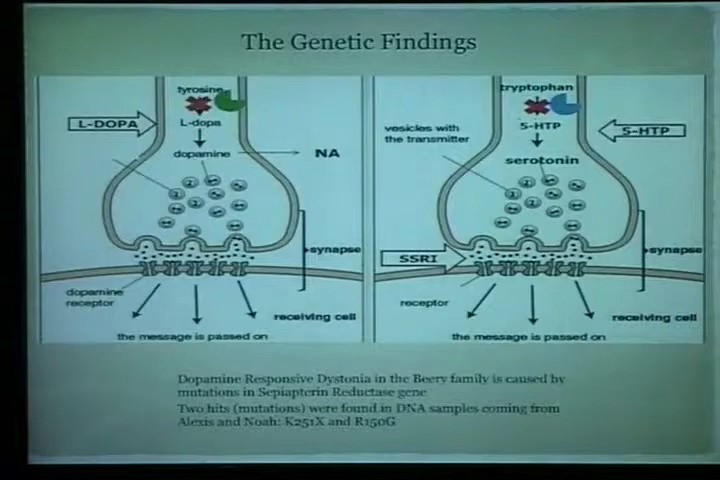 The Genetic Findings
tyrosine
L-DOPA
L-dopa
dopamine
NA
synapse
dopamine
receptor
receiving cell
the message is passed on
tryptophan
5-HTP
5-HTP
vesicles with
the transmitter
serotonin
SSRI
synapse
receptor
receiving cell
the message is passed on
Dopamine Responsive Dystonia in the Beery family is caused by
mutations in Sepiapterin Reductase gene
Two hits (mutations) were found in DNA samples coming from
Alexis and Noah: K251X and R150G